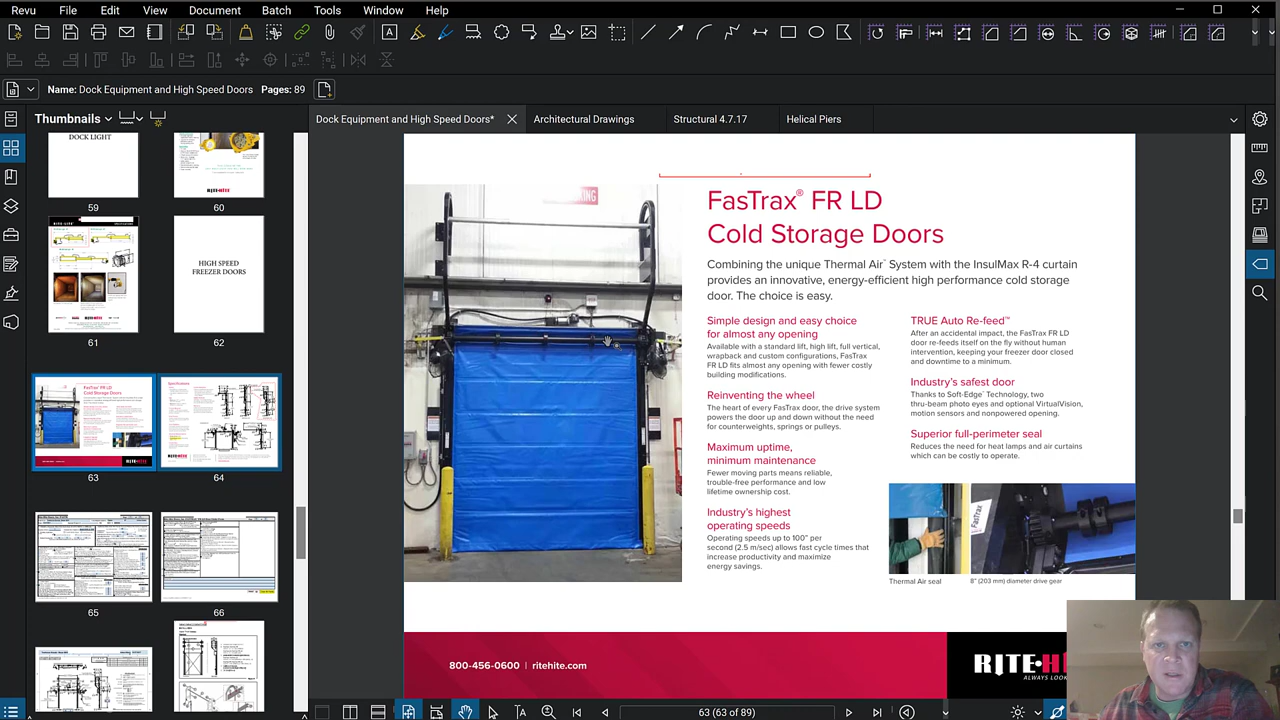 Revu
File
Edit
View
Document
Batch
Tools
Window
Help
Name: Dock Equipment and High Speed Doors Pages: 89
Thumbnails
Dock Equipment and High Speed Doors*
Architectural Drawings
Structural 4.7.17
Helical Piers
DOCK LIGHT
59
60
61
HIGH SPEED
FREEZER DOORS
62
63
64
65
66
FasTrax® FR LD
Cold Storage Doors
Combining the unique Thermal Air™ System with the InsulMax R-4 curtain
provides an innovative, energy-efficient high performance cold storage
door. The choice is easy.
Simple design and easy choice
for almost any opening
Available with a standard lift, high lift, full vertical,
wrapback and custom configurations, FasTrax
FR LD fits almost any opening with fewer costly
building modifications.
Reinventing the wheel
The heart of every FasTrax door, the drive system
powers the door up and down without the need
for counterweights, springs or pulleys.
Maximum uptime,
minimum maintenance
Fewer moving parts means reliable,
trouble-free performance and low
lifetime ownership cost.
Industry's highest
operating speeds
Operating speeds up to 100" per
second (2.5 m/sec) allows fast cycle times that
increase productivity and maximize
energy savings.
TRUE Auto Re-feed™
After an accidental impact, the FasTrax FR LD
door re-feeds itself on the fly without human
intervention, keeping your freezer door closed
and downtime to a minimum.
Industry's safest door
Thanks to Soft-Edge™ Technology, two
thru-beam photo eyes and optional VirtualVision,
motion sensors and nonpowered opening.
Superior full-perimeter seal
Reduces the need for heat lamps and air curtains
which can be costly to operate.
Thermal Air seal
8" (203 mm) diameter drive gear
800-456-0600 | ritehite.com
63 (63 of 89)